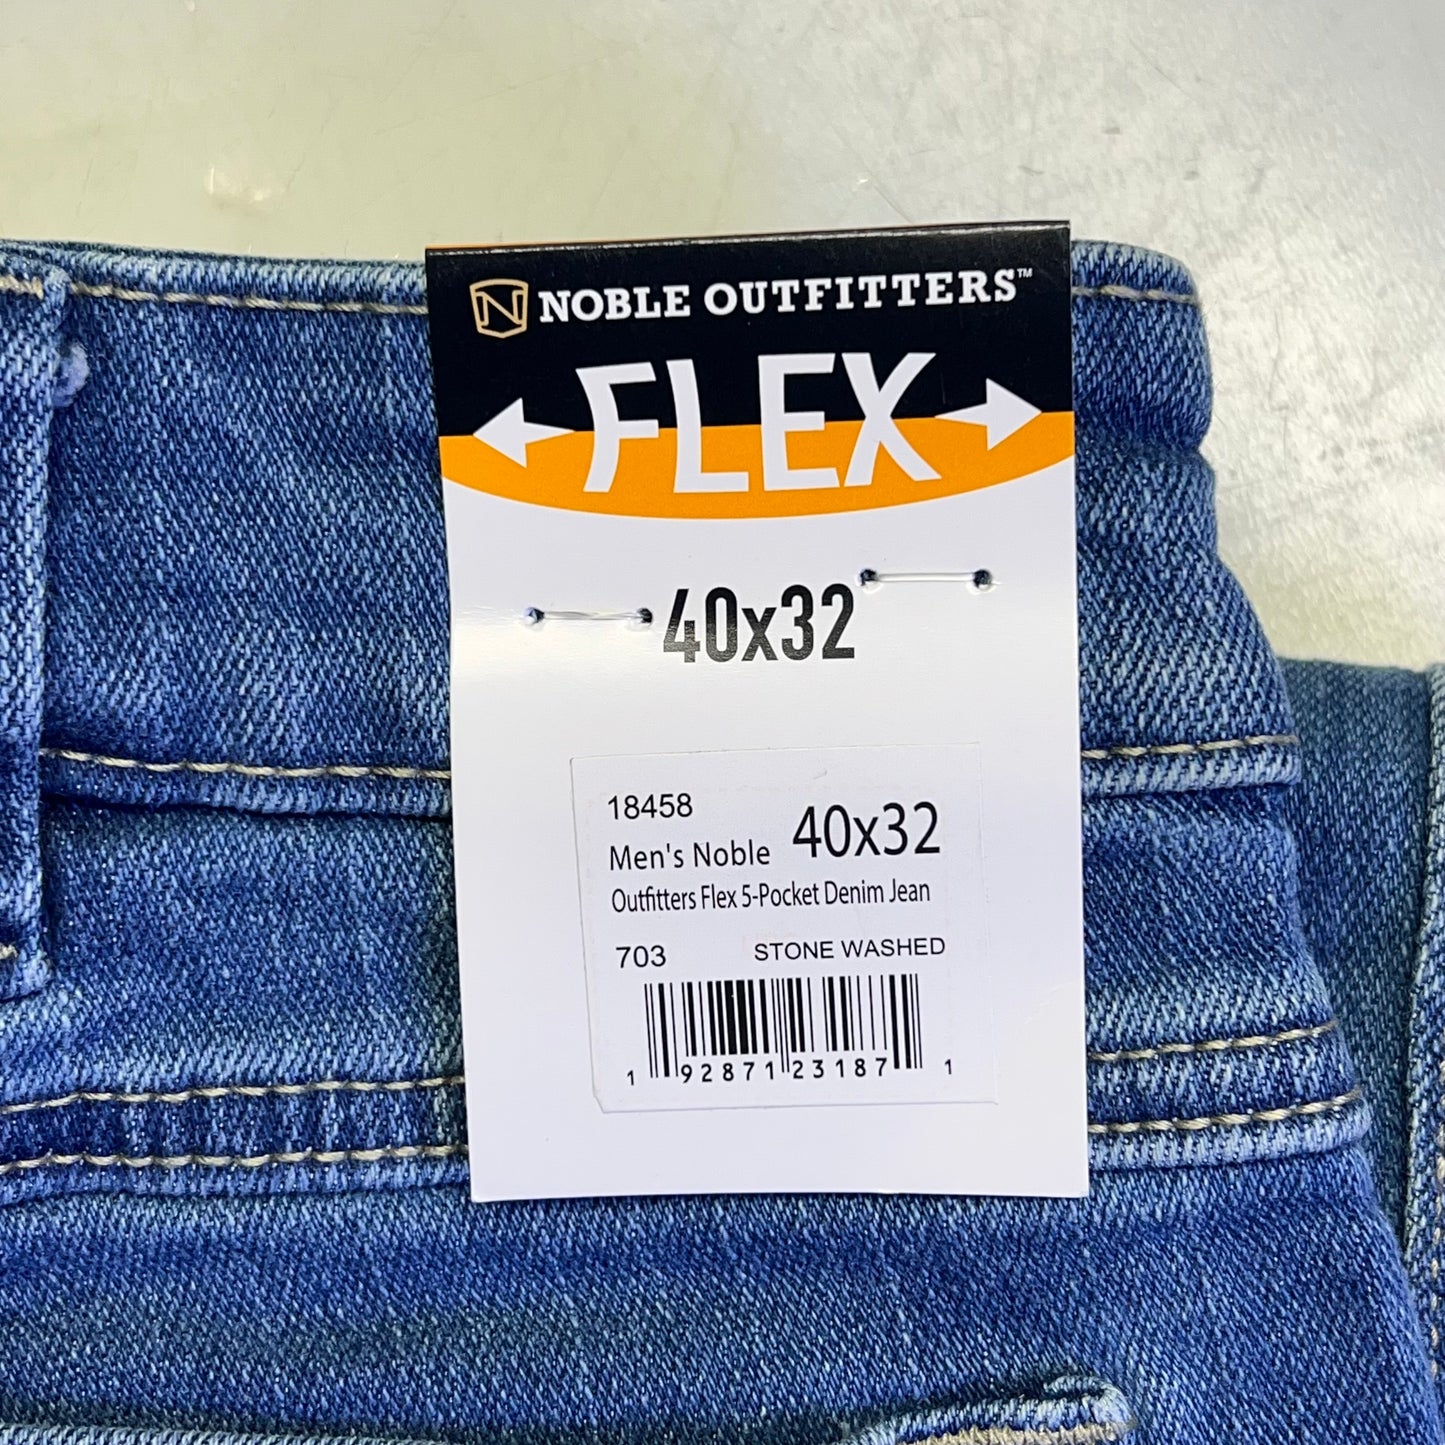 N NOBLE OUTFITTERS™
FLEX
40x32
18458
Men's Noble 40x32
Outfitters Flex 5-Pocket Denim Jean
703 STONE WASHED
1 92871 23187 1